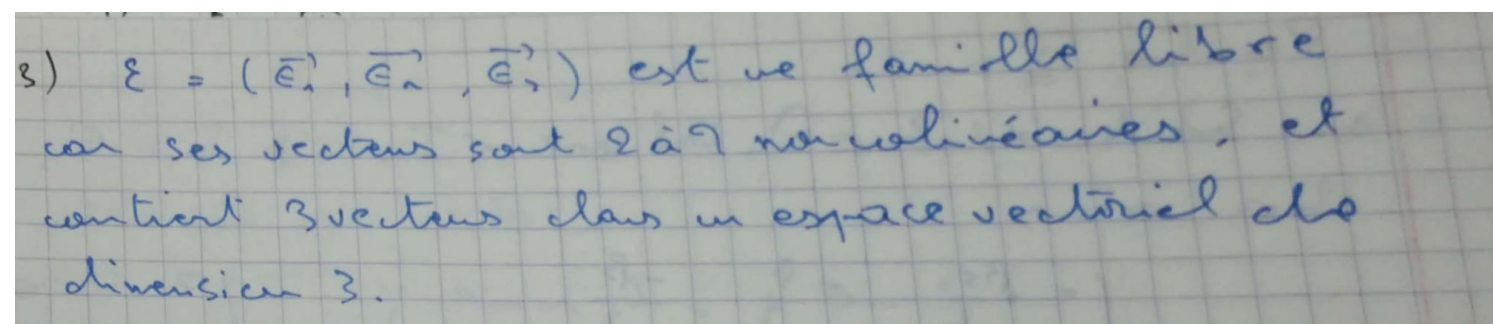 3) ε = (ϵ⃗₁, ϵ⃗₂, ϵ⃗₃) est une famille libre
car ses vecteurs sont 2 à 2 non colinéaires, et
contient 3 vecteurs dans un espace vectoriel de
dimension 3.